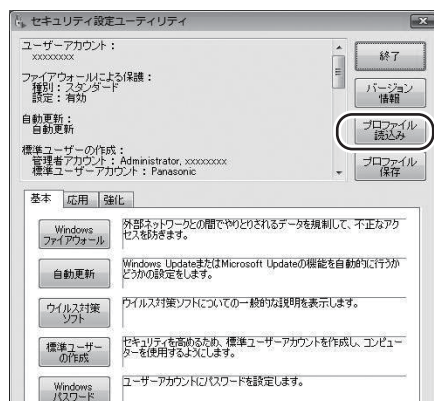 セキュリティ設定ユーティリティ
ユーザーアカウント：
xxxxxxxx
ファイアウォールによる保護：
種別：スタンダード
設定：有効
自動更新：
自動更新
標準ユーザーの作成：
管理者アカウント：Administrator, xxxxxxxx
標準ユーザーアカウント：Panasonic
終了
バージョン
情報
プロファイル
読込み
プロファイル
保存
基本 応用 強化
Windows
ファイアウォール
外部ネットワークとの間でやりとりされるデータを規制して、不正なアク
セスを防ぎます。
自動更新
Windows UpdateまたはMicrosoft Updateの機能を自動的に行うか
どうかの設定をします。
ウイルス対策
ソフト
ウイルス対策ソフトについての一般的な説明を表示します。
標準ユーザー
の作成
セキュリティを高めるため、標準ユーザーアカウントを作成し、コンピュー
ターを使用するようにします。
Windows
パスワード
ユーザーアカウントにパスワードを設定します。